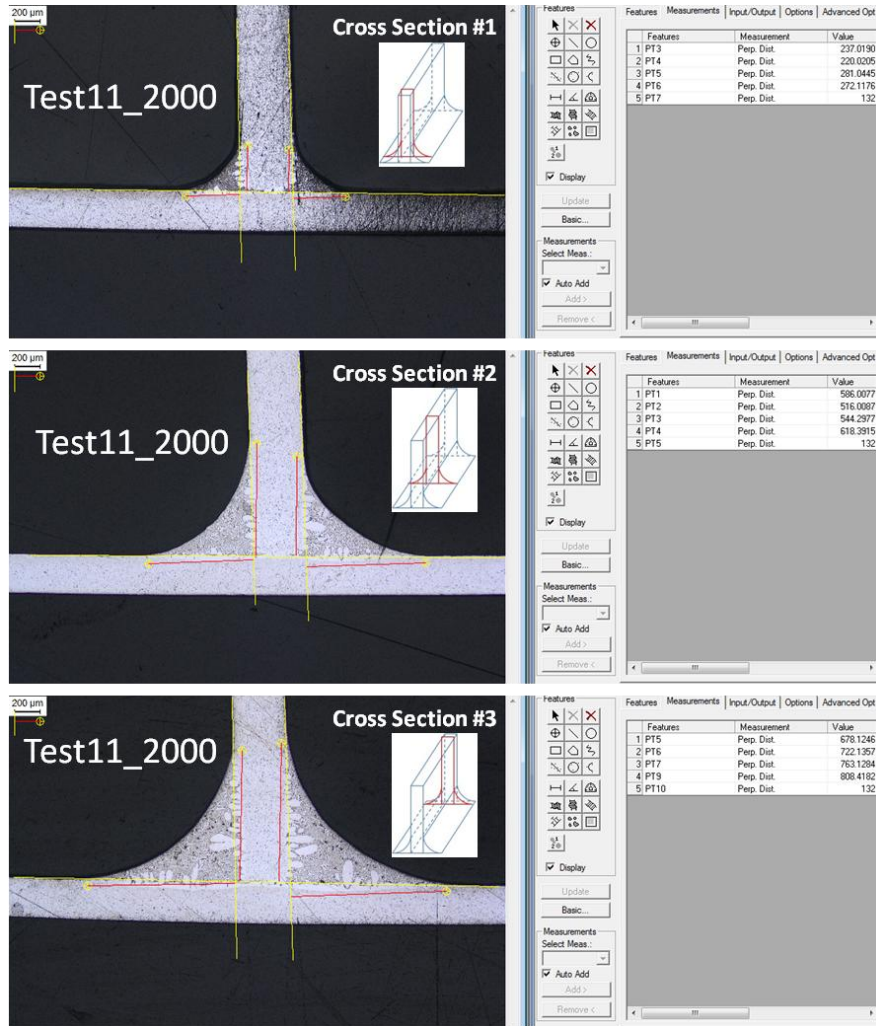 200 µm
Cross Section #1
Test11_2000
Features
Display
Update
Basic...
Measurements
Select Meas.:
Auto Add
Add >
Remove <
Features Measurements Input/Output Options Advanced Opt
Features Measurement Value
1 PT3 Perp. Dist. 237.0190
2 PT4 Perp. Dist. 220.0205
3 PT5 Perp. Dist. 281.0445
4 PT6 Perp. Dist. 272.1176
5 PT7 Perp. Dist. 132
200 µm
Cross Section #2
Test11_2000
Features
Display
Update
Basic...
Measurements
Select Meas.:
Auto Add
Add >
Remove <
Features Measurements Input/Output Options Advanced Opt
Features Measurement Value
1 PT1 Perp. Dist. 586.0077
2 PT2 Perp. Dist. 516.0087
3 PT3 Perp. Dist. 544.2977
4 PT4 Perp. Dist. 618.3915
5 PT5 Perp. Dist. 132
200 µm
Cross Section #3
Test11_2000
Features
Display
Update
Basic...
Measurements
Select Meas.:
Auto Add
Add >
Remove <
Features Measurements Input/Output Options Advanced Opt
Features Measurement Value
1 PT5 Perp. Dist. 678.1246
2 PT6 Perp. Dist. 722.1357
3 PT7 Perp. Dist. 763.1284
4 PT9 Perp. Dist. 808.4182
5 PT10 Perp. Dist. 132